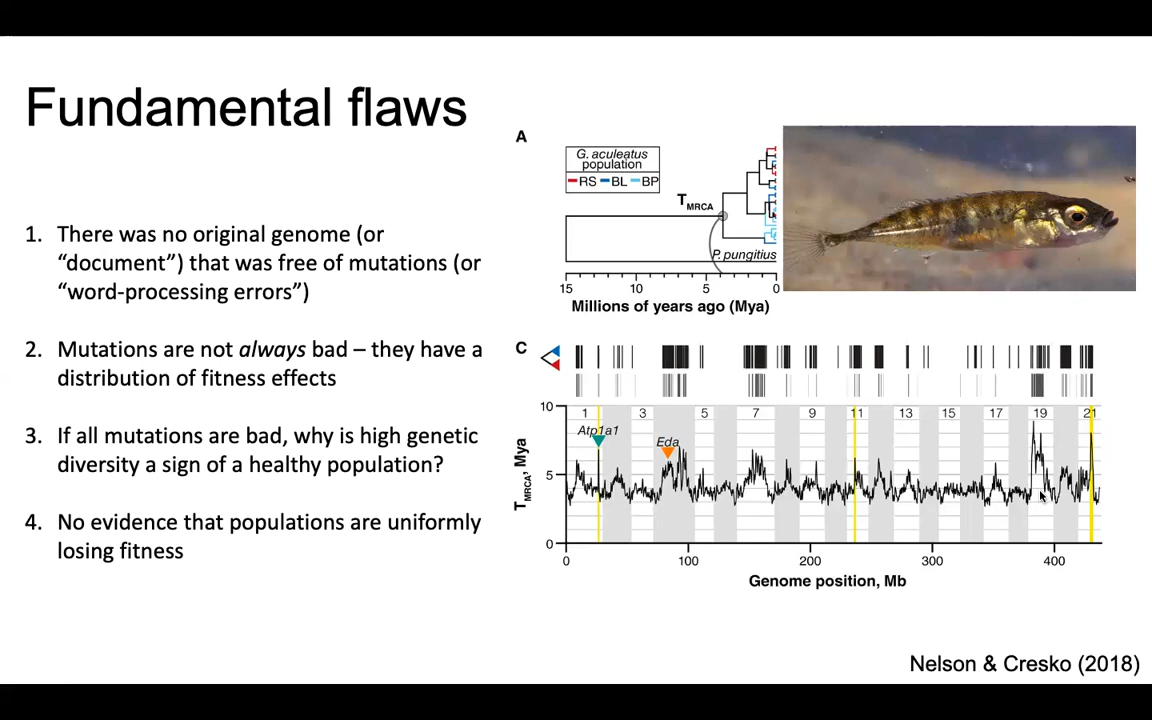 Fundamental flaws
1. There was no original genome (or
“document”) that was free of mutations (or
“word-processing errors”)
2. Mutations are not always bad – they have a
distribution of fitness effects
3. If all mutations are bad, why is high genetic
diversity a sign of a healthy population?
4. No evidence that populations are uniformly
losing fitness
A
G. aculeatus
population
RS BL BP
TMRCA
P. pungitius
15 10 5 0
Millions of years ago (Mya)
C
10 1 3 5 7 9 11 13 15 17 19 21
Atp1a1
Eda
5
TMRCA, Mya
0
0 100 200 300 400
Genome position, Mb
Nelson & Cresko (2018)